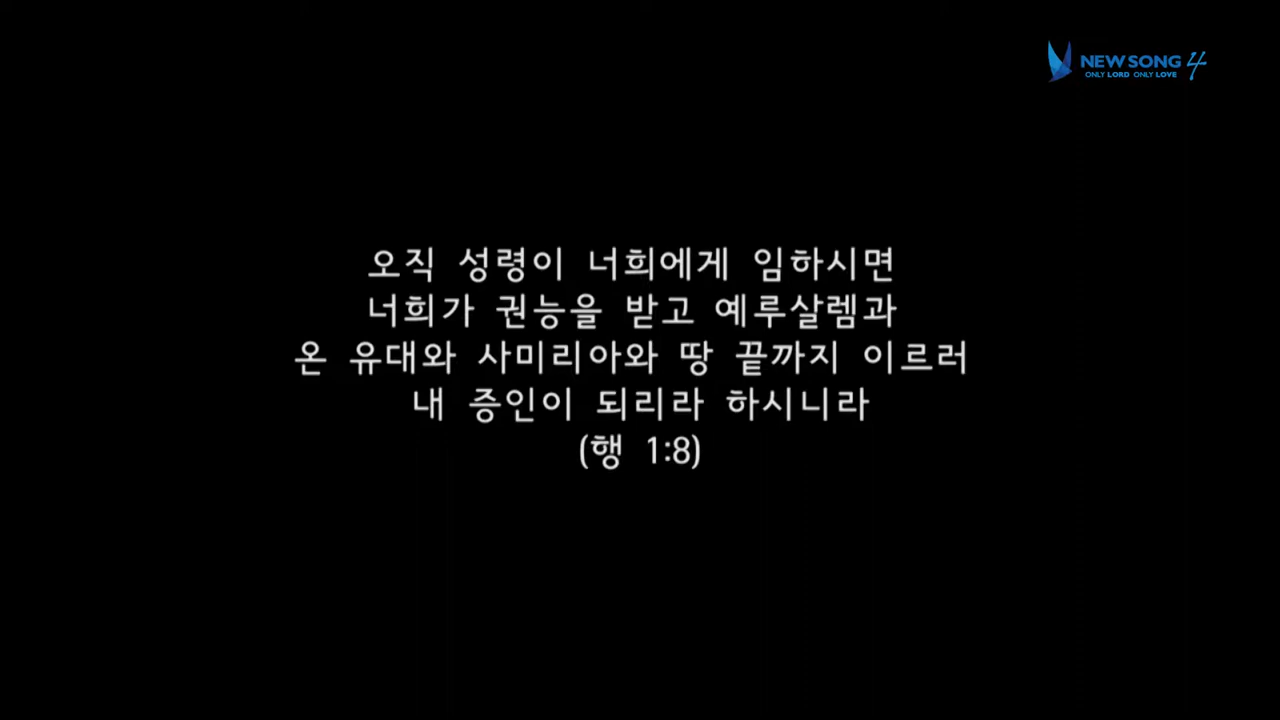 NEW SONG 4
ONLY LORD ONLY LOVE
오직 성령이 너희에게 임하시면
너희가 권능을 받고 예루살렘과
온 유대와 사미리아와 땅 끝까지 이르러
내 증인이 되리라 하시니라
(행 1:8)